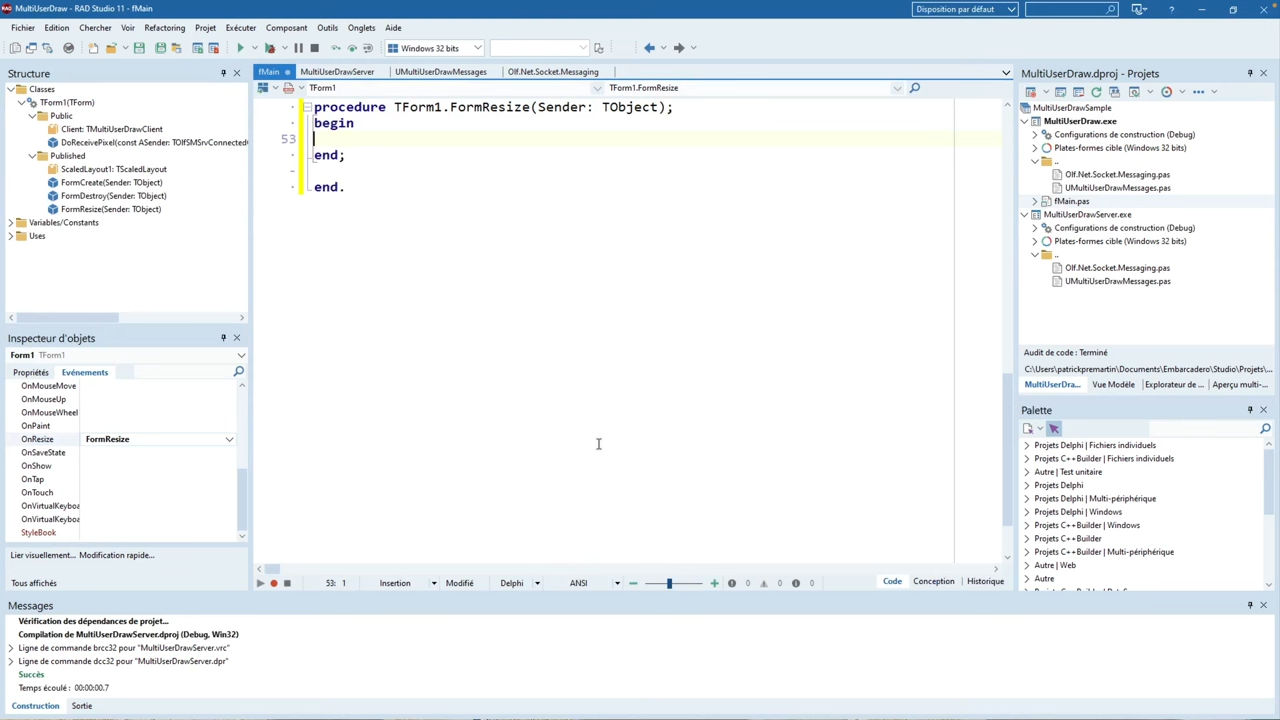 MultiUserDraw - RAD Studio 11 - fMain
Disposition par défaut
Fichier Edition Chercher Voir Refactoring Projet Exécuter Composant Outils Onglets Aide
Windows 32 bits
Structure
Classes
TForm1(TForm)
Public
Client: TMultiUserDrawClient
DoReceivePixel(const ASender: TOlfSMSrvConnected
Published
ScaledLayout1: TScaledLayout
FormCreate(Sender: TObject)
FormDestroy(Sender: TObject)
FormResize(Sender: TObject)
Variables/Constants
Uses
Inspecteur d'objets
Form1 TForm1
Propriétés Evénements
OnMouseMove
OnMouseUp
OnMouseWheel
OnPaint
OnResize FormResize
OnSaveState
OnShow
OnTap
OnTouch
OnVirtualKeyboa
OnVirtualKeyboa
StyleBook
Lier visuellement... Modification rapide...
Tous affichés
fMain MultiUserDrawServer UMultiUserDrawMessages Olf.Net.Socket.Messaging
TForm1 TForm1.FormResize
procedure TForm1.FormResize(Sender: TObject);
begin
53
end;
end.
53: 1 Insertion Modifié Delphi ANSI 0 0 0 Code Conception Historique
MultiUserDraw.dproj - Projets
MultiUserDrawSample
MultiUserDraw.exe
Configurations de construction (Debug)
Plates-formes cible (Windows 32 bits)
..
Olf.Net.Socket.Messaging.pas
UMultiUserDrawMessages.pas
fMain.pas
MultiUserDrawServer.exe
Configurations de construction (Debug)
Plates-formes cible (Windows 32 bits)
..
Olf.Net.Socket.Messaging.pas
UMultiUserDrawMessages.pas
Audit de code : Terminé
C:\Users\patrickpremartin\Documents\Embarcadero\Studio\Projets\...
MultiUserDra... Vue Modèle Explorateur de ... Aperçu multi-...
Palette
Projets Delphi | Fichiers individuels
Projets C++Builder | Fichiers individuels
Autre | Test unitaire
Projets Delphi
Projets Delphi | Multi-périphérique
Projets Delphi | Windows
Projets C++Builder | Windows
Projets C++Builder
Projets C++Builder | Multi-périphérique
Autre | Web
Autre
Messages
Vérification des dépendances de projet...
Compilation de MultiUserDrawServer.dproj (Debug, Win32)
Ligne de commande brcc32 pour "MultiUserDrawServer.vrc"
Ligne de commande dcc32 pour "MultiUserDrawServer.dpr"
Succès
Temps écoulé : 00:00:00.7
Construction Sortie